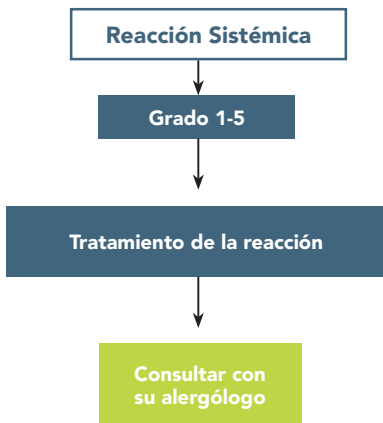 Reacción Sistémica
Grado 1-5
Tratamiento de la reacción
Consultar con
su alergólogo